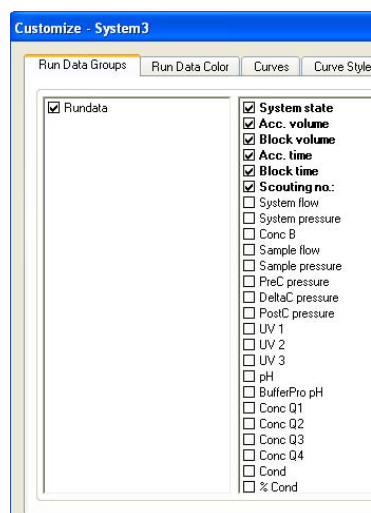 Customize - System3
Run Data Groups Run Data Color Curves Curve Style
Rundata
System state
Acc. volume
Block volume
Acc. time
Block time
Scouting no.:
System flow
System pressure
Conc B
Sample flow
Sample pressure
PreC pressure
DeltaC pressure
PostC pressure
UV 1
UV 2
UV 3
pH
BufferPro pH
Conc Q1
Conc Q2
Conc Q3
Conc Q4
Cond
% Cond